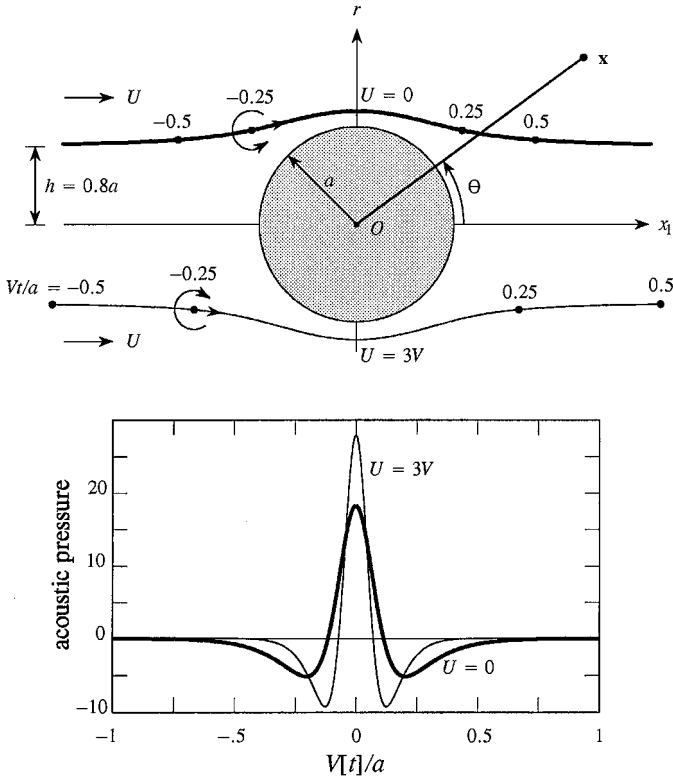 r
x
U
−0.5
−0.25
U = 0
0.25
0.5
h = 0.8a
a
Θ
O
x₁
Vt/a = −0.5
−0.25
0.25
0.5
U
U = 3V
acoustic pressure
20
10
0
−10
U = 3V
U = 0
−1
−.5
0
0.5
1
V[t]/a